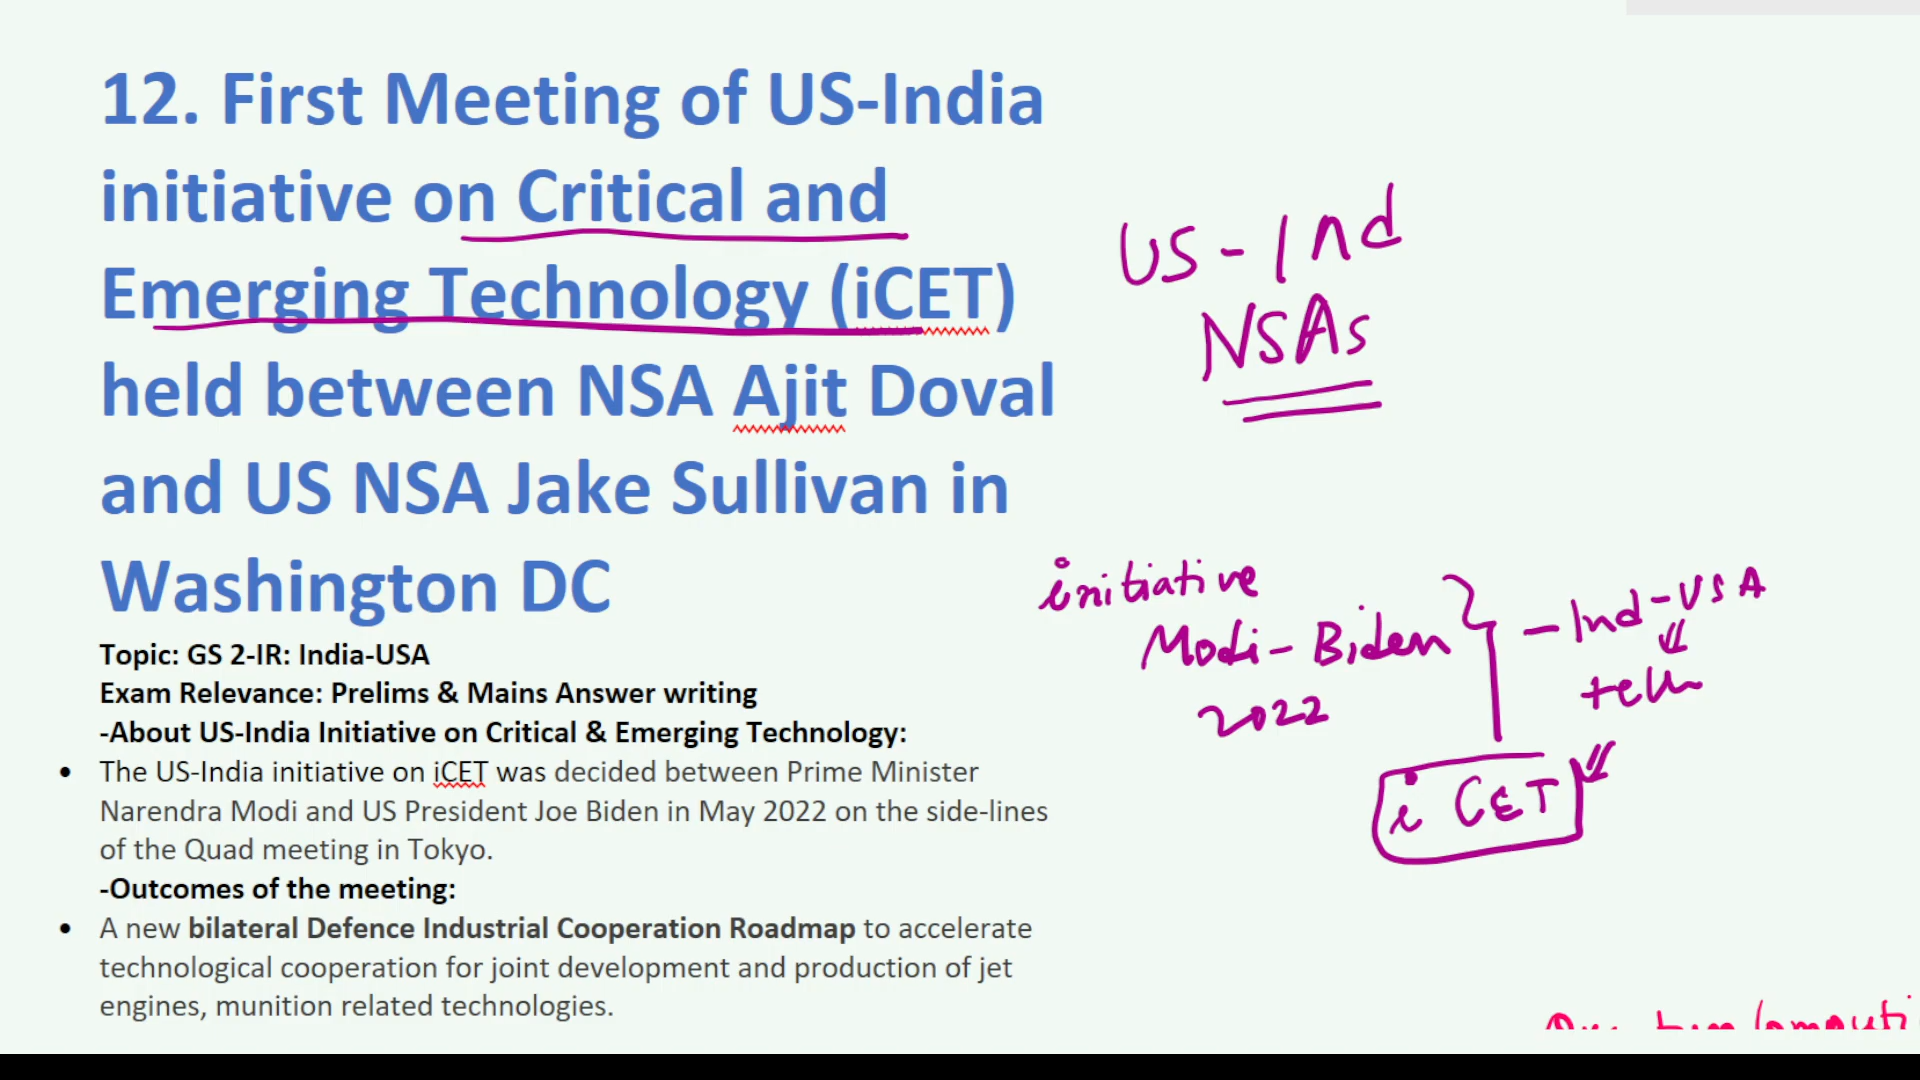 12. First Meeting of US-India
initiative on Critical and
Emerging Technology (iCET)
held between NSA Ajit Doval
and US NSA Jake Sullivan in
Washington DC
Topic: GS 2-IR: India-USA
Exam Relevance: Prelims & Mains Answer writing
-About US-India Initiative on Critical & Emerging Technology:
• The US-India initiative on iCET was decided between Prime Minister
Narendra Modi and US President Joe Biden in May 2022 on the side-lines
of the Quad meeting in Tokyo.
-Outcomes of the meeting:
• A new bilateral Defence Industrial Cooperation Roadmap to accelerate
technological cooperation for joint development and production of jet
engines, munition related technologies.
US-Ind
NSAs
initiative
Modi-Biden
2022
-Ind-USA
iCET